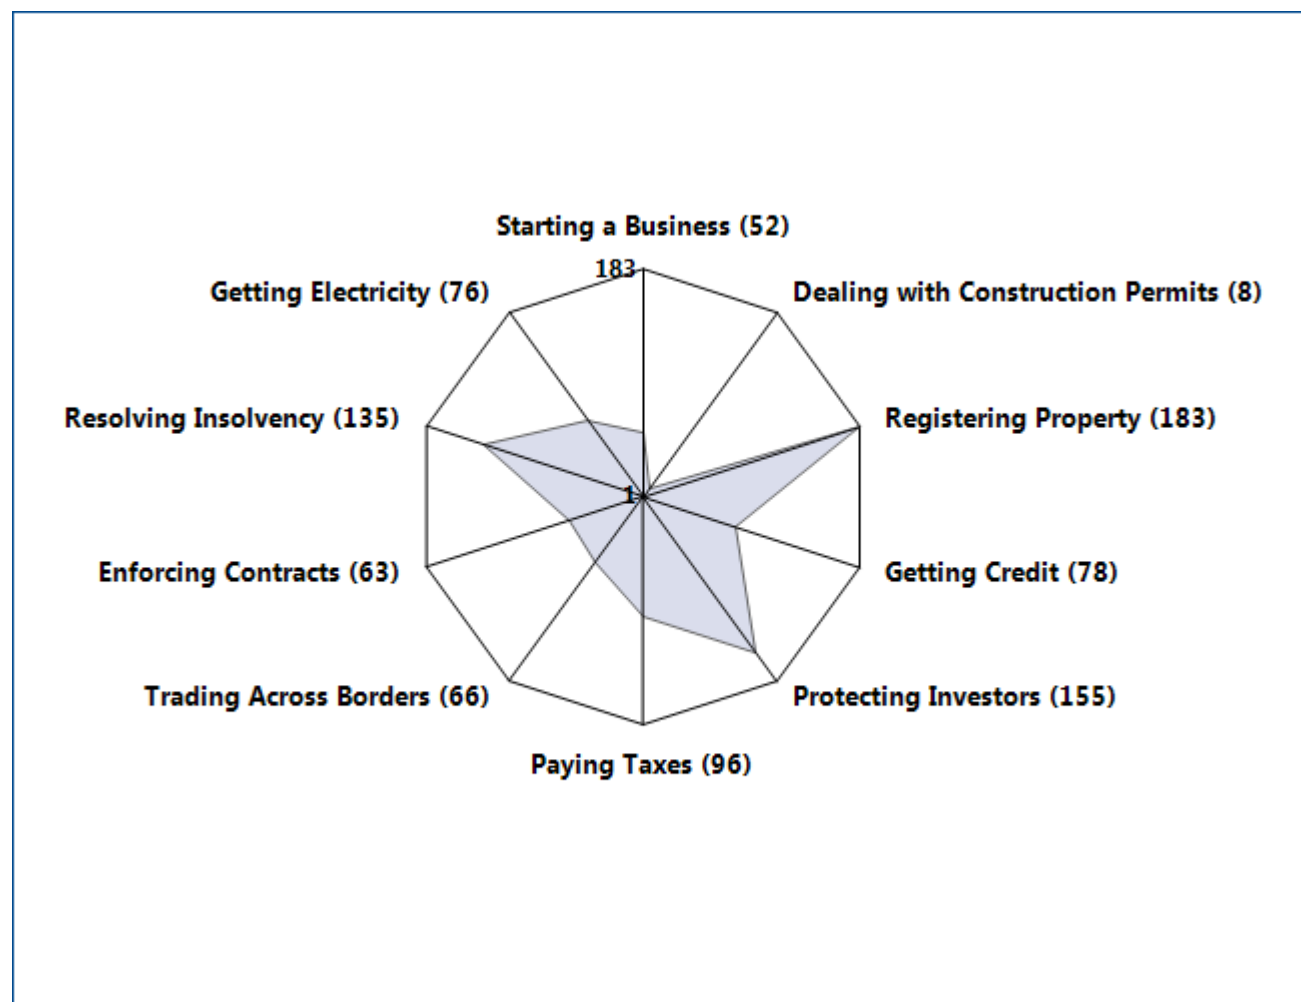 Starting a Business (52)
183
Getting Electricity (76)
Dealing with Construction Permits (8)
Resolving Insolvency (135)
Registering Property (183)
1
Enforcing Contracts (63)
Getting Credit (78)
Trading Across Borders (66)
Protecting Investors (155)
Paying Taxes (96)